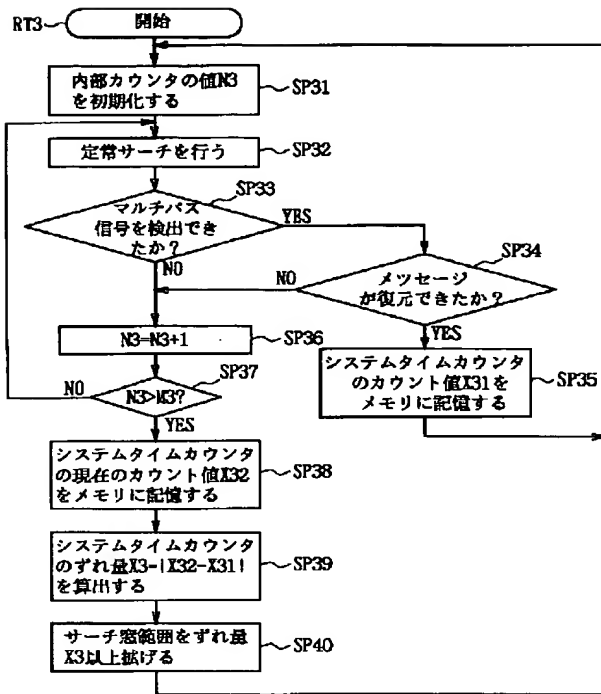 RT3
開始
内部カウンタの値N3
を初期化する
SP31
定常サーチを行う
SP32
SP33
マルチパス
信号を検出でき
たか?
YES
NO
SP34
メッセージ
が復元できたか?
NO
YES
システムタイムカウンタ
のカウント値X31を
メモリに記憶する
SP35
N3=N3+1
SP36
SP37
N3>M3?
NO
YES
システムタイムカウンタ
の現在のカウント値X32
をメモリに記憶する
SP38
システムタイムカウンタ
のずれ量X3=|X32-X31|
を算出する
SP39
サーチ窓範囲をずれ量
X3以上拡げる
SP40